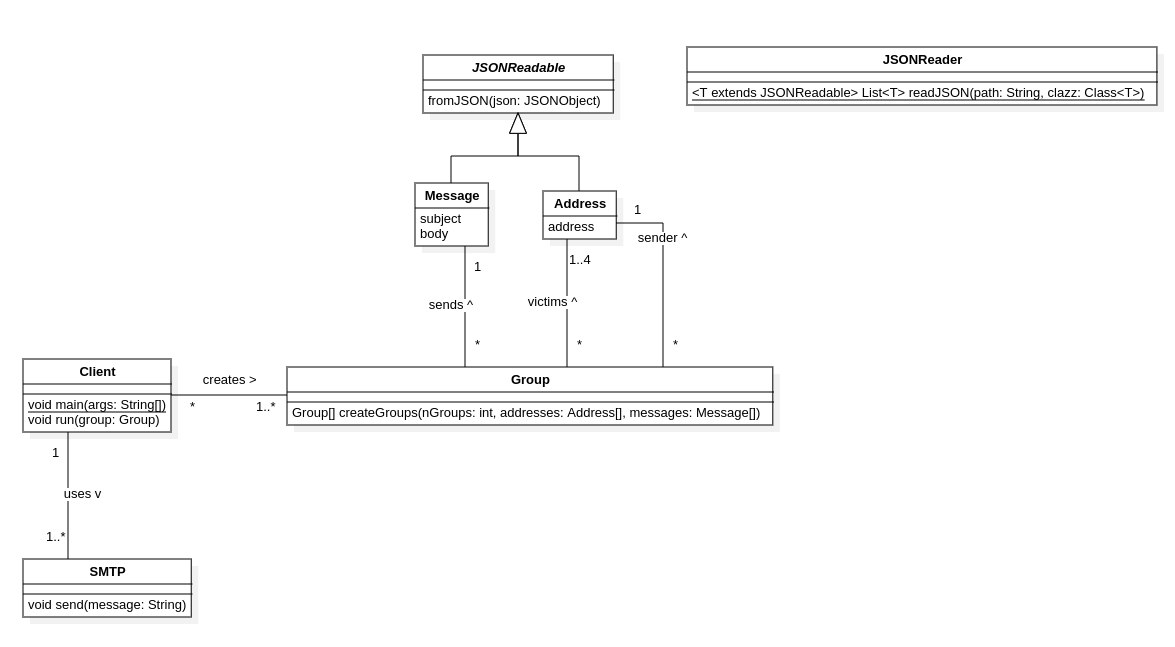 JSONReadable
fromJSON(json: JSONObject)
JSONReader
<T extends JSONReadable> List<T> readJSON(path: String, clazz: Class<T>)
Message
subject
body
Address
address
1
sender ^
1
1..4
sends ^
victims ^
*
*
*
Client
void main(args: String[])
void run(group: Group)
creates >
*
1..*
Group
Group[] createGroups(nGroups: int, addresses: Address[], messages: Message[])
1
uses v
1..*
SMTP
void send(message: String)